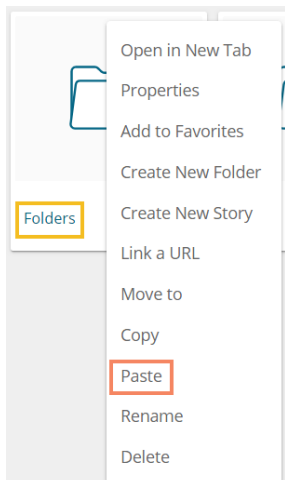 Open in New Tab
Properties
Add to Favorites
Create New Folder
Folders
Create New Story
Link a URL
Move to
Copy
Paste
Rename
Delete